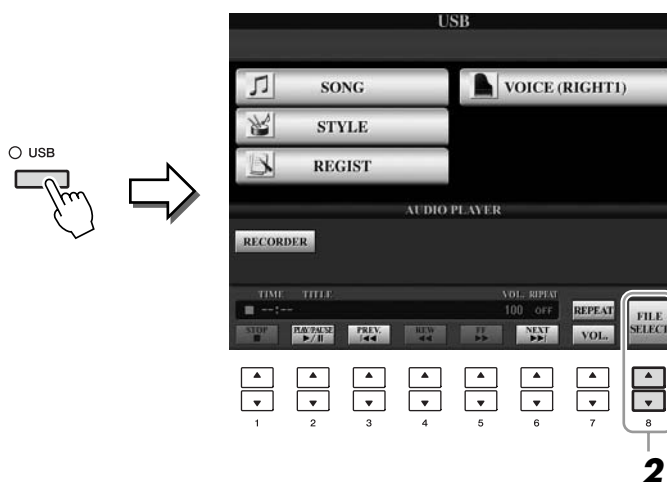 USB
USB
SONG
VOICE (RIGHT1)
STYLE
REGIST
AUDIO PLAYER
RECORDER
TIME TITLE VOL. REPEAT
--:-- 100 OFF
REPEAT
FILE SELECT
STOP
PLAY/PAUSE
PREV.
REW
FF
NEXT
VOL.
1 2 3 4 5 6 7 8
2